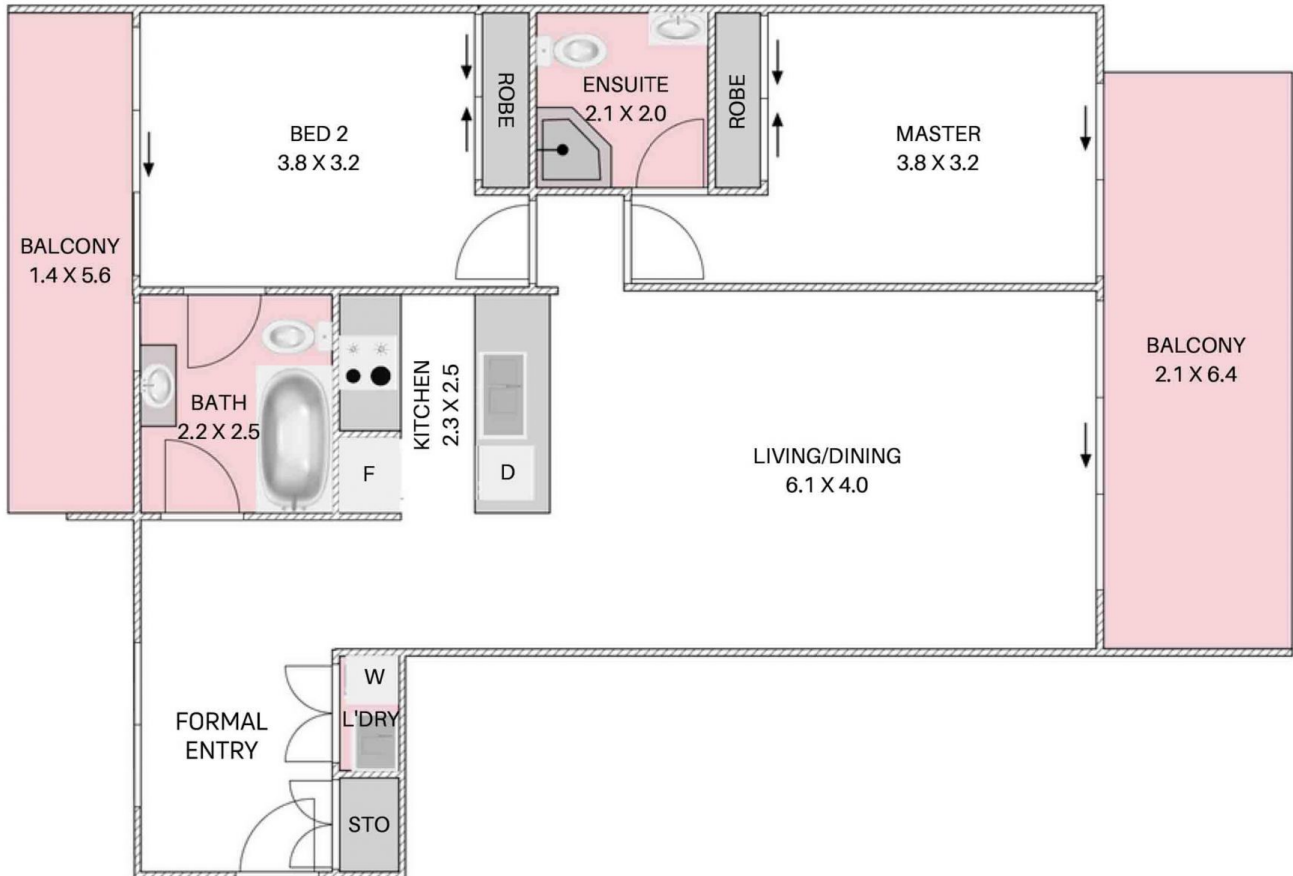 BED 2
3.8 X 3.2
ROBE
ENSUITE
2.1 X 2.0
ROBE
MASTER
3.8 X 3.2
BALCONY
1.4 X 5.6
BATH
2.2 X 2.5
F
KITCHEN
2.3 X 2.5
D
LIVING/DINING
6.1 X 4.0
BALCONY
2.1 X 6.4
FORMAL
ENTRY
W
L'DRY
STO